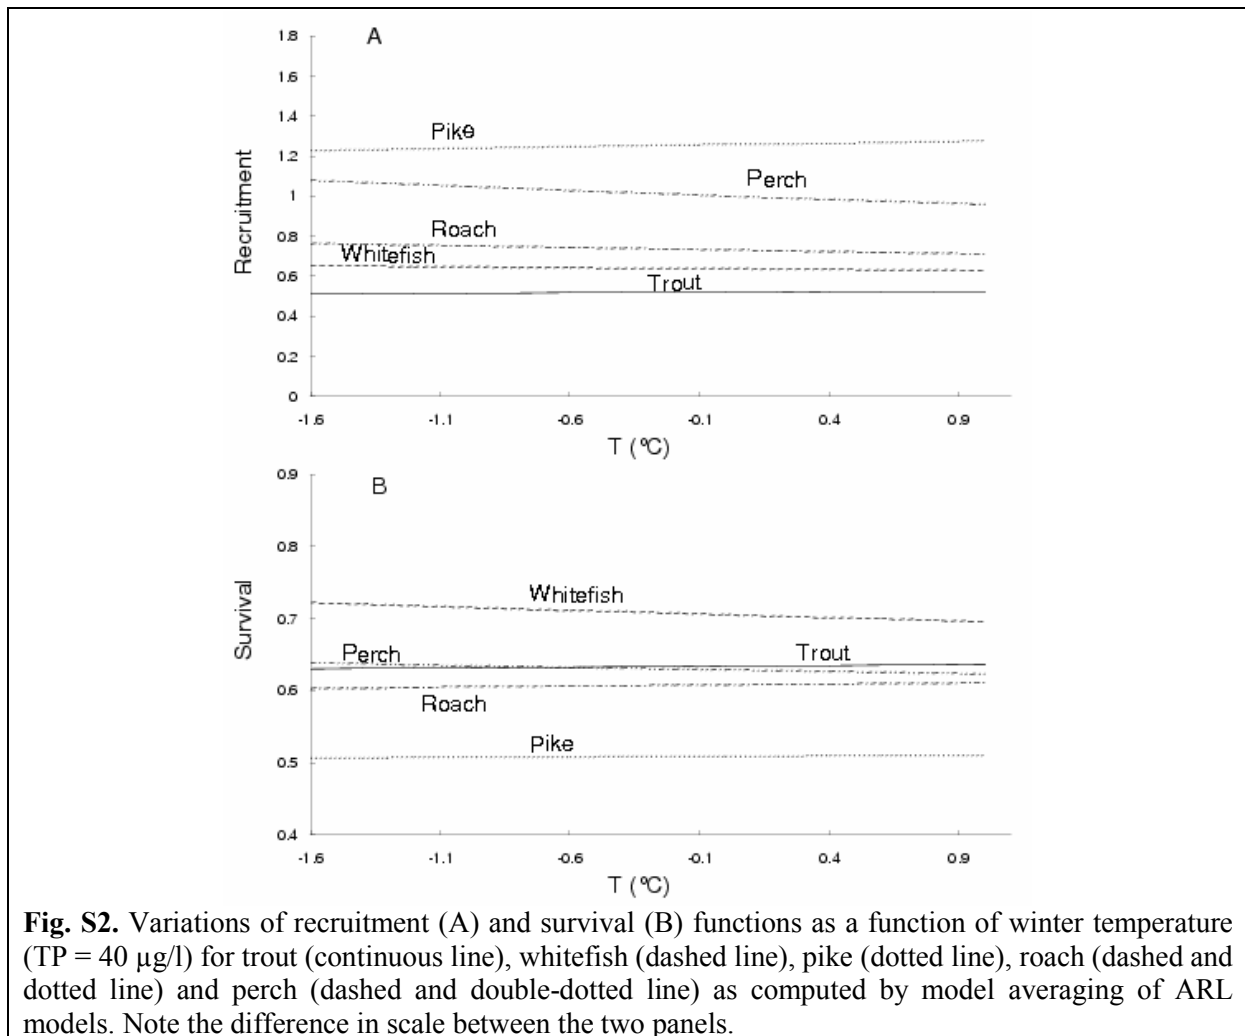 A
1.8
1.6
1.4
1.2
1
0.8
0.6
0.4
0.2
0
Recruitment
Pike
Perch
Roach
Whitefish
Trout
-1.6 -1.1 -0.6 -0.1 0.4 0.9
T (ºC)
B
0.9
0.8
0.7
0.6
0.5
0.4
Survival
Whitefish
Perch
Trout
Roach
Pike
-1.6 -1.1 -0.6 -0.1 0.4 0.9
T (ºC)
Fig. S2. Variations of recruitment (A) and survival (B) functions as a function of winter temperature
(TP = 40 µg/l) for trout (continuous line), whitefish (dashed line), pike (dotted line), roach (dashed and
dotted line) and perch (dashed and double-dotted line) as computed by model averaging of ARL
models. Note the difference in scale between the two panels.